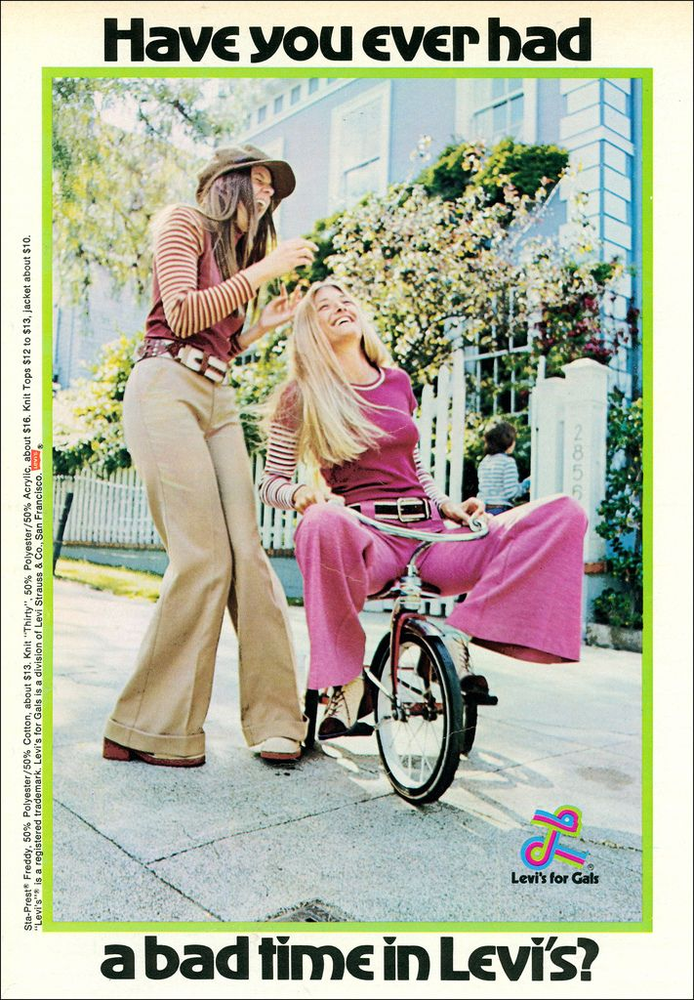 Have you ever had
Sta-Prest® Freddy, 50% Polyester/50% Cotton, about $13. Knit "Thirty", 50% Polyester/50% Acrylic, about $16. Knit Tops $12 to $13, jacket about $10.
"Levi's"® is a registered trademark. Levi's for Gals is a division of Levi Strauss & Co., San Francisco. Levi's ®
2855
®
Levi's for Gals
a bad time in Levi's?